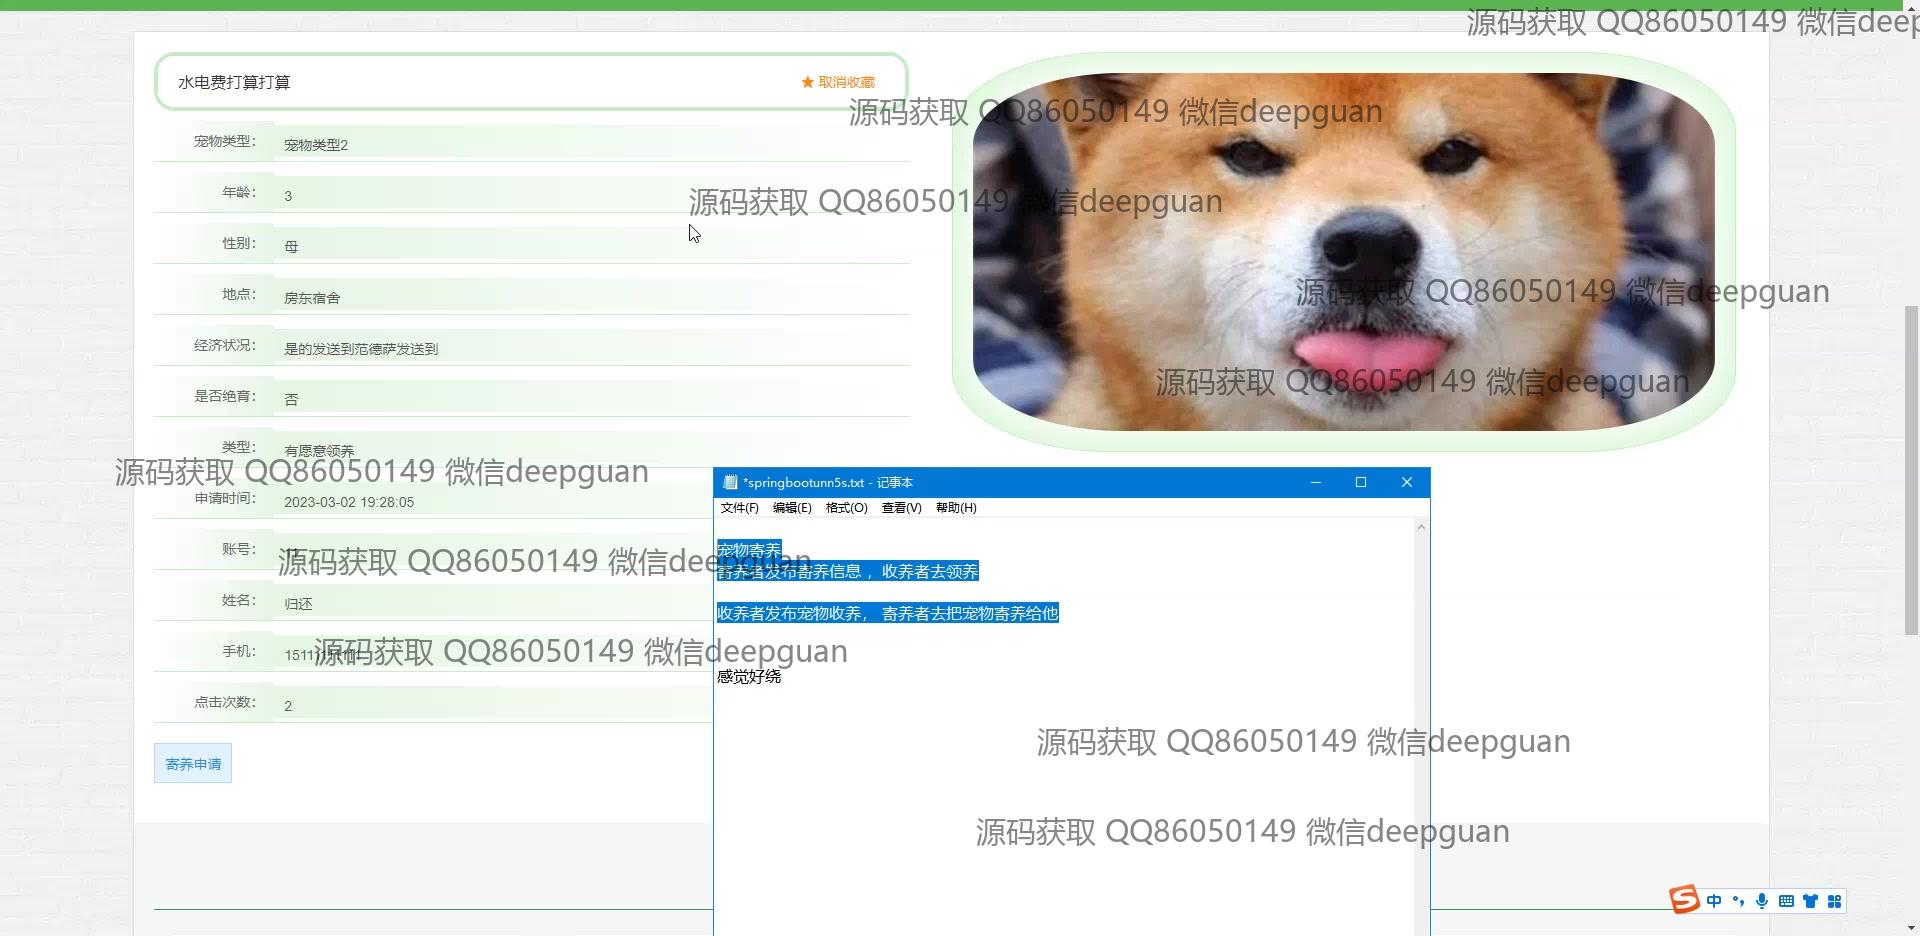 源码获取 QQ86050149 微信deep
水电费打算打算
★ 取消收藏
源码获取 QQ86050149 微信deepguan
宠物类型： 宠物类型2
年龄： 3
源码获取 QQ86050149 微信deepguan
性别： 母
地点： 房东宿舍
源码获取 QQ86050149 微信deepguan
经济状况： 是的发送到范德萨发送到
源码获取 QQ86050149 微信deepguan
是否绝育： 否
类型： 有愿意领养
源码获取 QQ86050149 微信deepguan
申请时间： 2023-03-02 19:28:05
账号：
源码获取 QQ86050149 微信deepguan
姓名： 归还
手机：
源码获取 QQ86050149 微信deepguan
点击次数： 2
寄养申请
*springbootunn5s.txt - 记事本
文件(F) 编辑(E) 格式(O) 查看(V) 帮助(H)
宠物寄养
寄养者发布寄养信息 ，收养者去领养
收养者发布宠物收养， 寄养者去把宠物寄养给他
感觉好绕
源码获取 QQ86050149 微信deepguan
源码获取 QQ86050149 微信deepguan
中